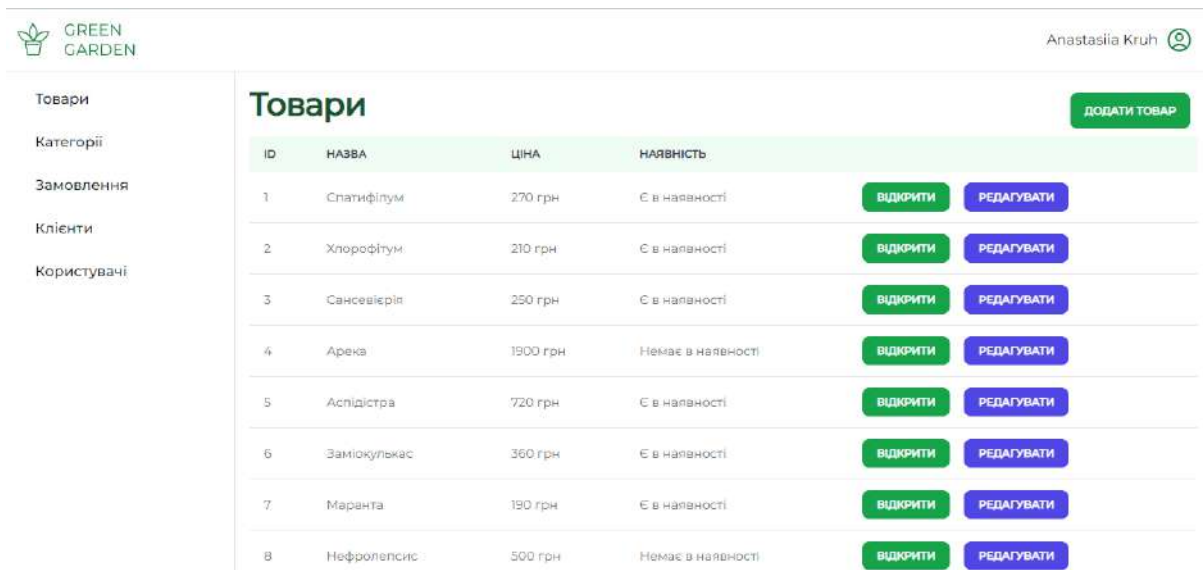 GREEN
GARDEN
Anastasiia Kruh
Товари
Категорії
Замовлення
Клієнти
Користувачі
Товари
ДОДАТИ ТОВАР
ID НАЗВА ЦІНА НАЯВНІСТЬ
1 Спатифілум 270 грн Є в наявності ВІДКРИТИ РЕДАГУВАТИ
2 Хлорофітум 210 грн Є в наявності ВІДКРИТИ РЕДАГУВАТИ
3 Сансевієрія 250 грн Є в наявності ВІДКРИТИ РЕДАГУВАТИ
4 Арека 1900 грн Немає в наявності ВІДКРИТИ РЕДАГУВАТИ
5 Аспідістра 720 грн Є в наявності ВІДКРИТИ РЕДАГУВАТИ
6 Заміокулькас 360 грн Є в наявності ВІДКРИТИ РЕДАГУВАТИ
7 Маранта 190 грн Є в наявності ВІДКРИТИ РЕДАГУВАТИ
8 Нефролепсис 500 грн Немає в наявності ВІДКРИТИ РЕДАГУВАТИ